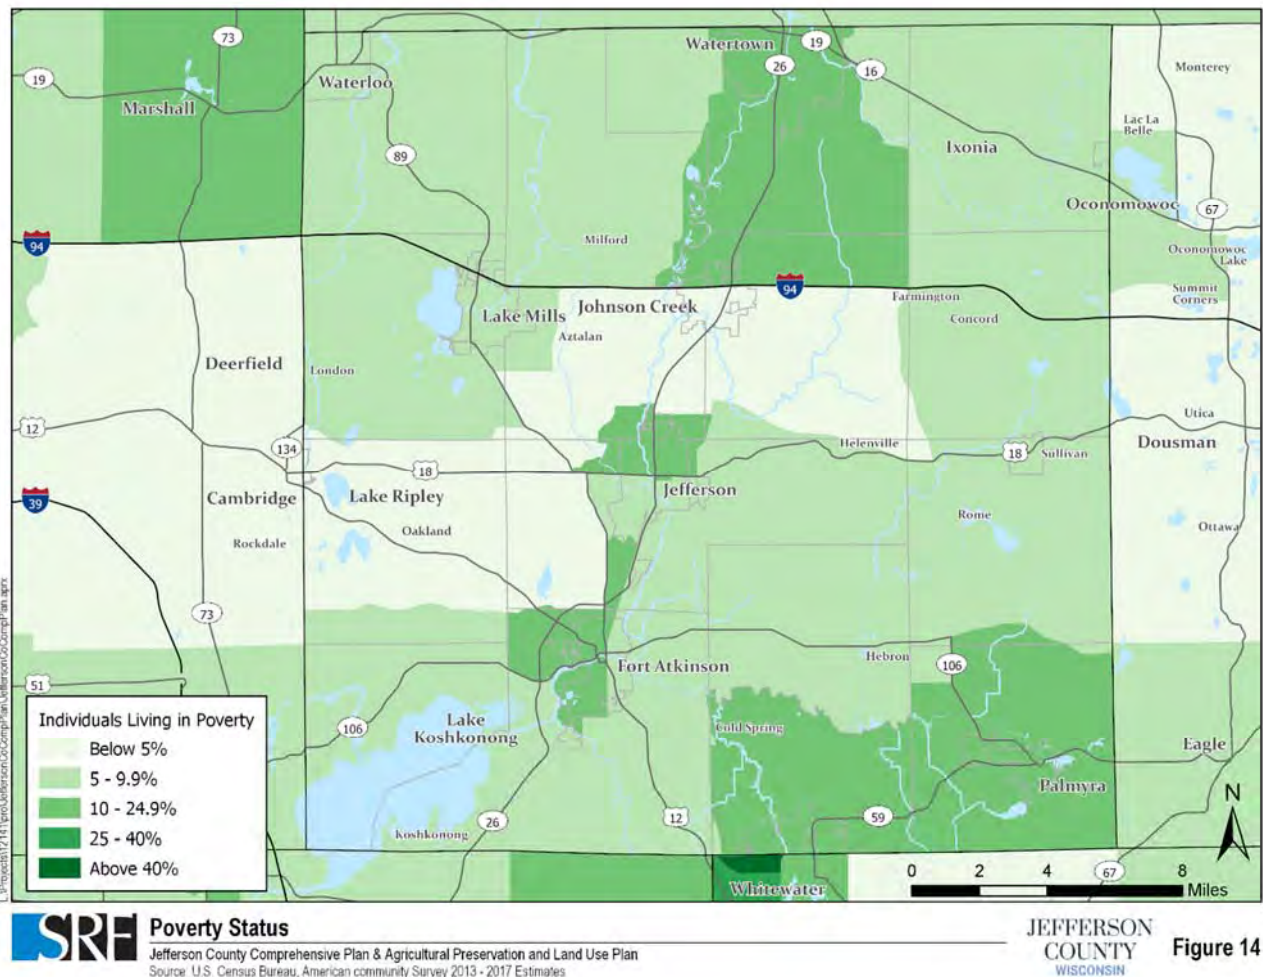 73
19
26
19
16
Watertown
Waterloo
Marshall
Monterey
89
Lac La
Belle
Ixonia
Oconomowoc
67
94
Milford
Oconomowoc
Lake
94
Farmington
Summit
Corners
Johnson Creek
Lake Mills
Concord
Aztalan
Deerfield
London
12
Utica
134
Helenville
Dousman
18
18
Sullivan
39
Cambridge
Lake Ripley
Jefferson
Rome
Oakland
Ottawa
Rockdale
73
Fort Atkinson
Hebron
106
51
Individuals Living in Poverty
Below 5%
5 - 9.9%
10 - 24.9%
25 - 40%
Above 40%
106
Lake
Koshkonong
Cold Spring
Eagle
Palmyra
N
Koshkonong
26
12
59
67
Whitewater
0 2 4 8
Miles
SRF
Poverty Status
Jefferson County Comprehensive Plan & Agricultural Preservation and Land Use Plan
Source: U.S. Census Bureau, American community Survey 2013 - 2017 Estimates
JEFFERSON
COUNTY
WISCONSIN
Figure 14